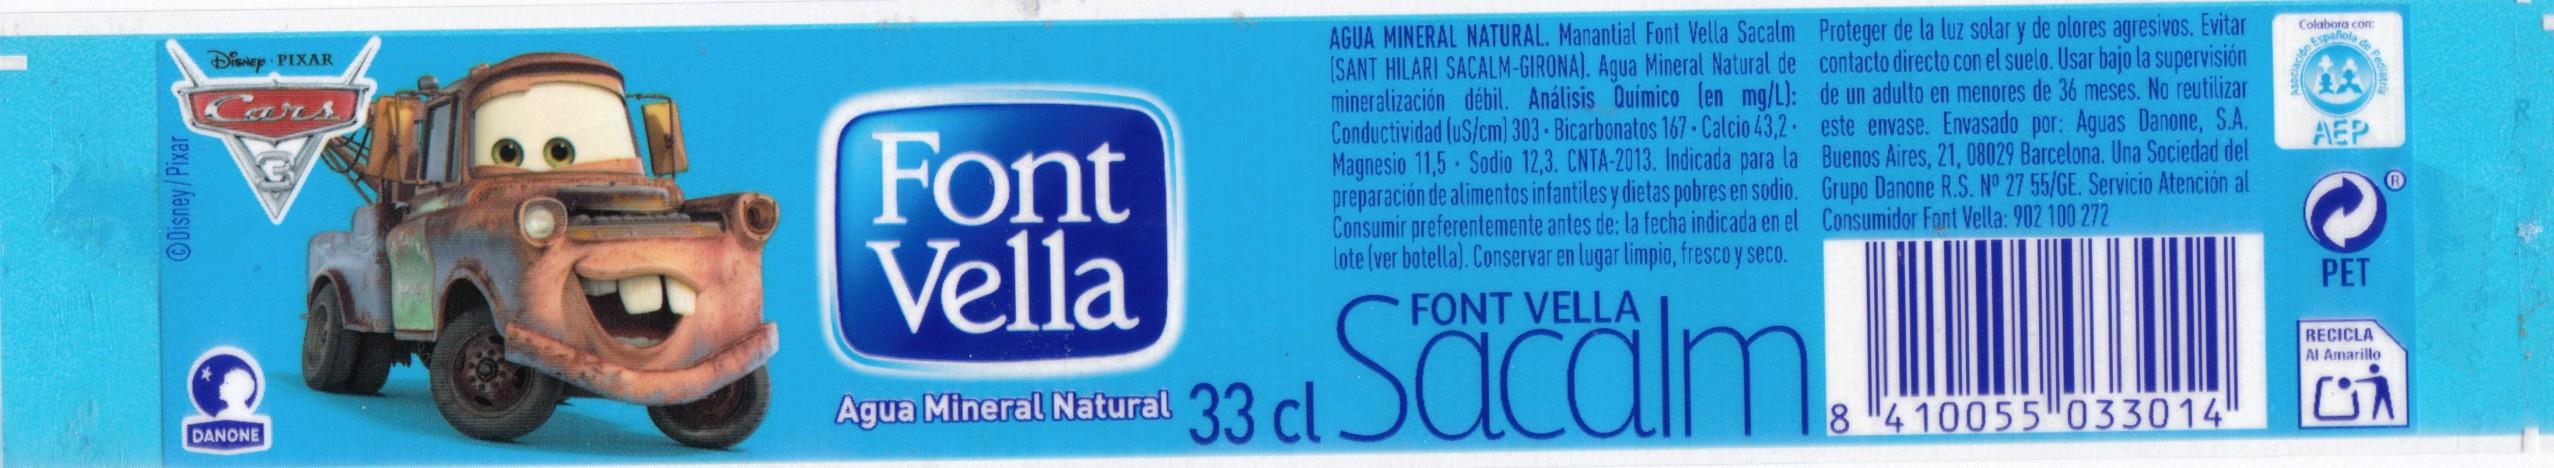 Disney · PIXAR
Cars
3
©Disney/Pixar
DANONE
Font
Vella
Agua Mineral Natural
33 cl
AGUA MINERAL NATURAL. Manantial Font Vella Sacalm
(SANT HILARI SACALM-GIRONA). Agua Mineral Natural de
mineralización débil. Análisis Químico (en mg/L):
Conductividad (uS/cm) 303 · Bicarbonatos 167 · Calcio 43,2 ·
Magnesio 11,5 · Sodio 12,3. CNTA-2013. Indicada para la
preparación de alimentos infantiles y dietas pobres en sodio.
Consumir preferentemente antes de: la fecha indicada en el
lote (ver botella). Conservar en lugar limpio, fresco y seco.
FONT VELLA
Sacalm
Proteger de la luz solar y de olores agresivos. Evitar
contacto directo con el suelo. Usar bajo la supervisión
de un adulto en menores de 36 meses. No reutilizar
este envase. Envasado por: Aguas Danone, S.A.
Buenos Aires, 21, 08029 Barcelona. Una Sociedad del
Grupo Danone R.S. Nº 27 55/GE. Servicio Atención al
Consumidor Font Vella: 902 100 272
8 410055 033014
Colabora con:
Asociación Española de Pediatría
AEP
®
PET
RECICLA
Al Amarillo